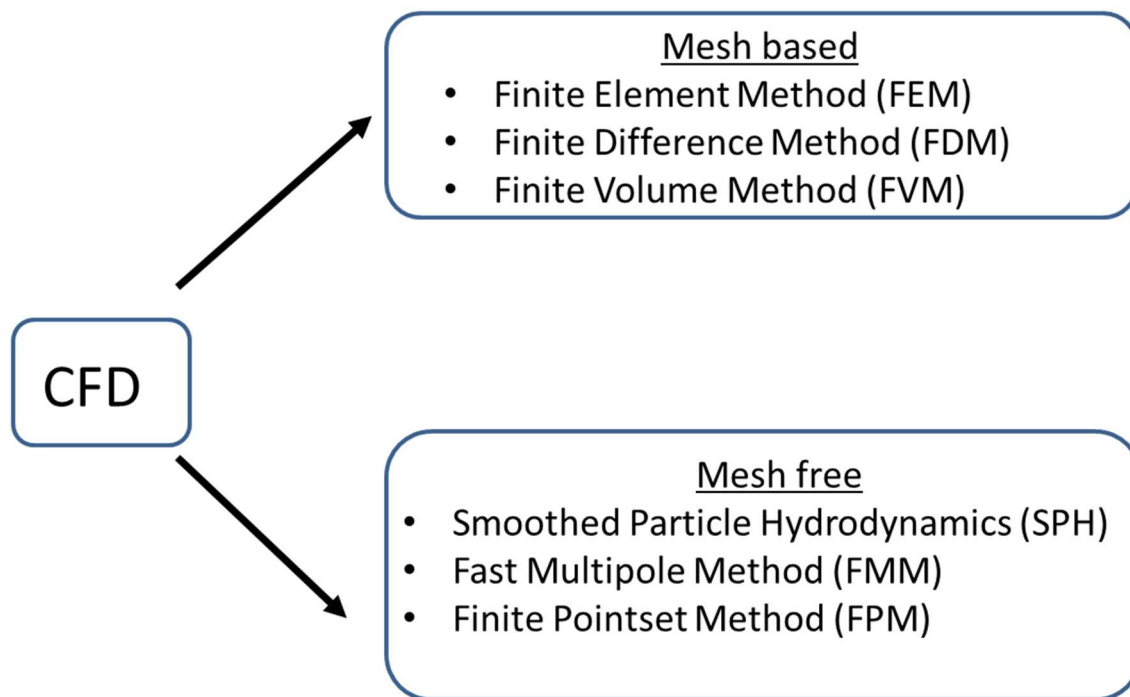 Mesh based
• Finite Element Method (FEM)
• Finite Difference Method (FDM)
• Finite Volume Method (FVM)
CFD
Mesh free
• Smoothed Particle Hydrodynamics (SPH)
• Fast Multipole Method (FMM)
• Finite Pointset Method (FPM)